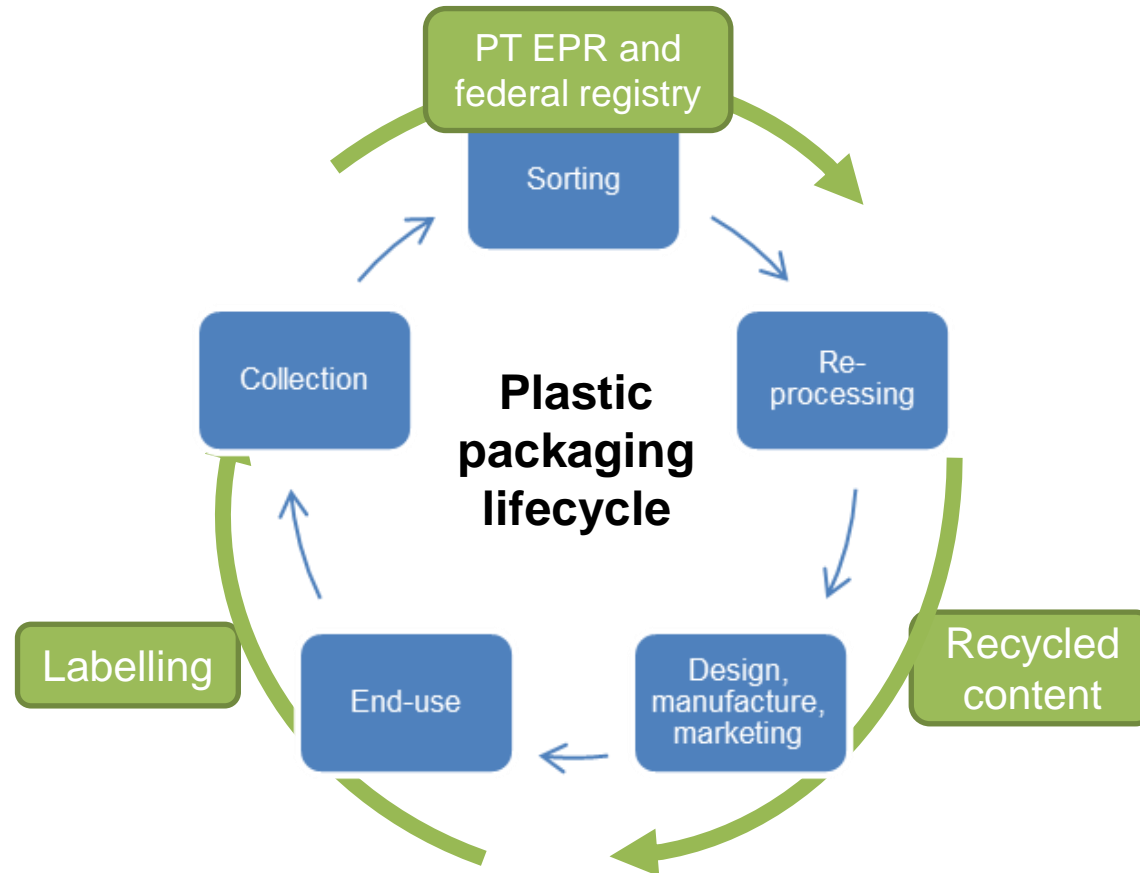 PT EPR and
federal registry
Sorting
Collection
Re-
processing
Plastic
packaging
lifecycle
Labelling
End-use
Design,
manufacture,
marketing
Recycled
content